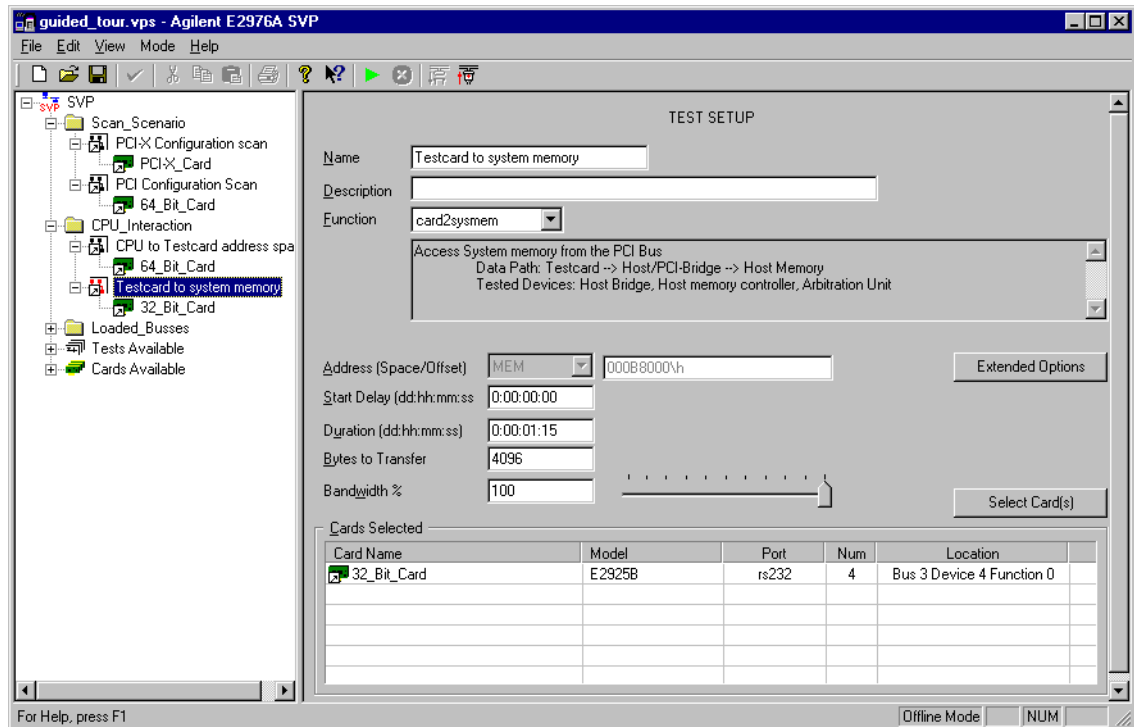 guided_tour.vps - Agilent E2976A SVP
File Edit View Mode Help
SVP
SVP
Scan_Scenario
PCI-X Configuration scan
PCI-X_Card
PCI Configuration Scan
64_Bit_Card
CPU_Interaction
CPU to Testcard address spa
64_Bit_Card
Testcard to system memory
32_Bit_Card
Loaded_Busses
Tests Available
Cards Available
TEST SETUP
Name Testcard to system memory
Description
Function card2sysmem
Access System memory from the PCI Bus
Data Path: Testcard --> Host/PCI-Bridge --> Host Memory
Tested Devices: Host Bridge, Host memory controller, Arbitration Unit
Address (Space/Offset) MEM 000B8000\h Extended Options
Start Delay (dd:hh:mm:ss 0:00:00:00
Duration (dd:hh:mm:ss) 0:00:01:15
Bytes to Transfer 4096
Bandwidth % 100
Select Card(s)
Cards Selected
Card Name Model Port Num Location
32_Bit_Card E2925B rs232 4 Bus 3 Device 4 Function 0
For Help, press F1 Offline Mode NUM